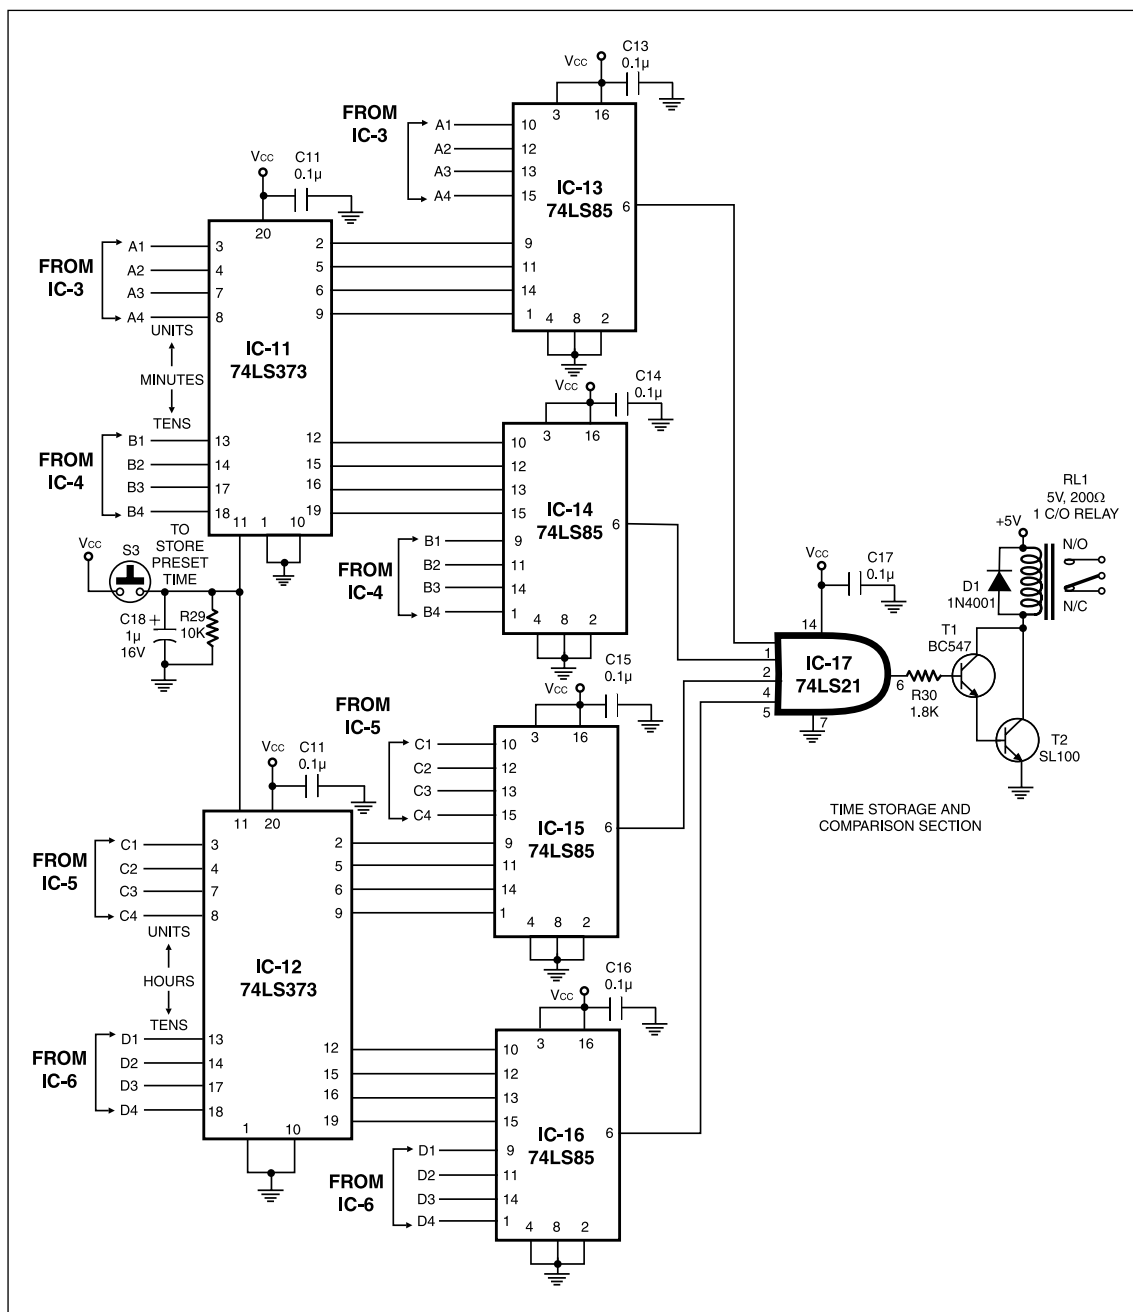 VCC
C13
0.1µ
3
16
FROM
IC-3
A1
A2
A3
A4
10
12
13
15
IC-13
74LS85
6
9
11
14
1
4
8
2
VCC
C11
0.1µ
20
FROM
IC-3
A1
A2
A3
A4
3
4
7
8
UNITS
MINUTES
TENS
IC-11
74LS373
2
5
6
9
FROM
IC-4
B1
B2
B3
B4
13
14
17
18
12
15
16
19
11
1
10
VCC
S3
TO
STORE
PRESET
TIME
C18
1µ
16V
+
R29
10K
VCC
C14
0.1µ
3
16
10
12
13
15
IC-14
74LS85
6
FROM
IC-4
B1
B2
B3
B4
9
11
14
1
4
8
2
VCC
C15
0.1µ
3
16
FROM
IC-5
C1
C2
C3
C4
10
12
13
15
IC-15
74LS85
6
9
11
14
1
4
8
2
VCC
C11
0.1µ
11
20
FROM
IC-5
C1
C2
C3
C4
3
4
7
8
UNITS
HOURS
TENS
IC-12
74LS373
2
5
6
9
FROM
IC-6
D1
D2
D3
D4
13
14
17
18
12
15
16
19
1
10
VCC
C16
0.1µ
3
16
10
12
13
15
IC-16
74LS85
6
FROM
IC-6
D1
D2
D3
D4
9
11
14
1
4
8
2
VCC
C17
0.1µ
14
1
2
4
5
IC-17
74LS21
7
6
R30
1.8K
T1
BC547
T2
SL100
D1
1N4001
+5V
RL1
5V, 200Ω
1 C/O RELAY
N/O
N/C
TIME STORAGE AND
COMPARISON SECTION